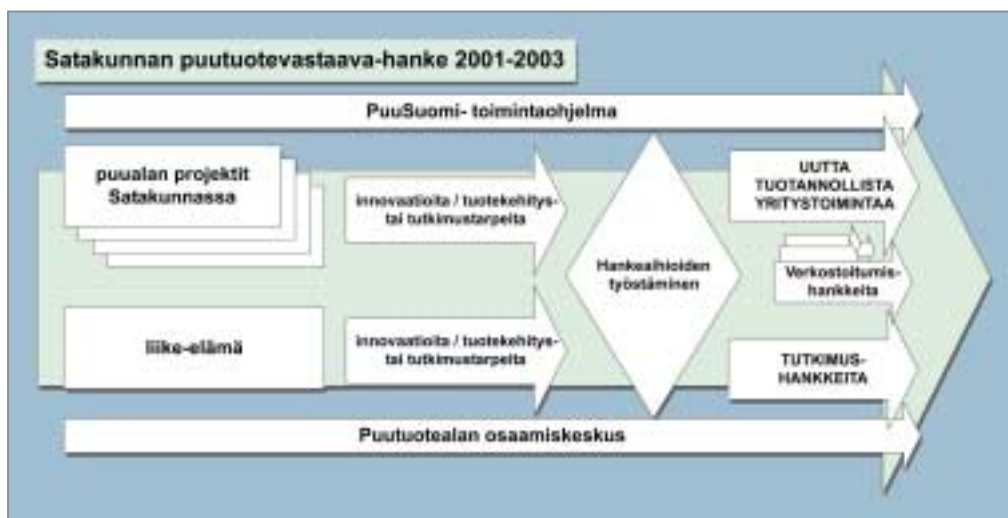 Satakunnan puutuotevastaava-hanke 2001-2003
PuuSuomi- toimintaohjelma
puualan projektit
Satakunnassa
innovaatioita / tuotekehitys-
tai tutkimustarpeita
liike-elämä
innovaatioita / tuotekehitys-
tai tutkimustarpeita
Hankeaihioiden
työstäminen
UUTTA
TUOTANNOLLISTA
YRITYSTOIMINTAA
Verkostoitumis-
hankkeita
TUTKIMUS-
HANKKEITA
Puutuotealan osaamiskeskus